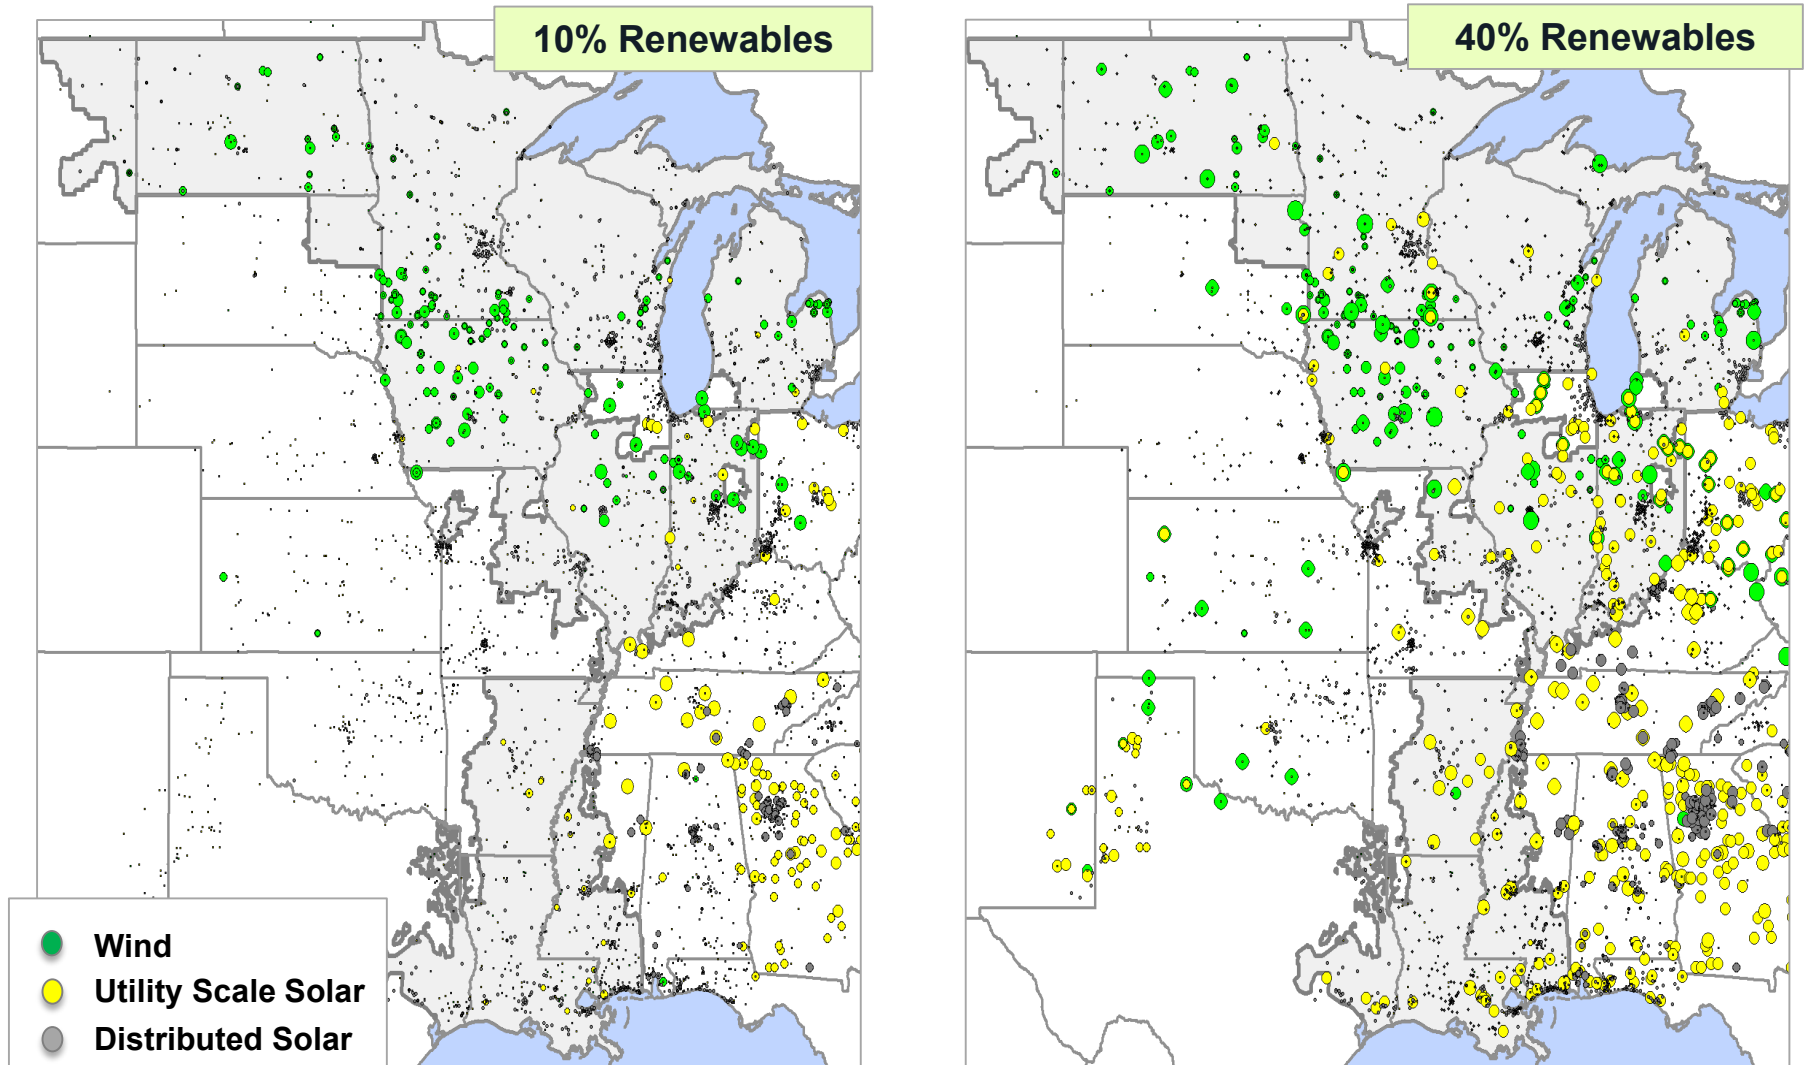 10% Renewables
40% Renewables
Wind
Utility Scale Solar
Distributed Solar